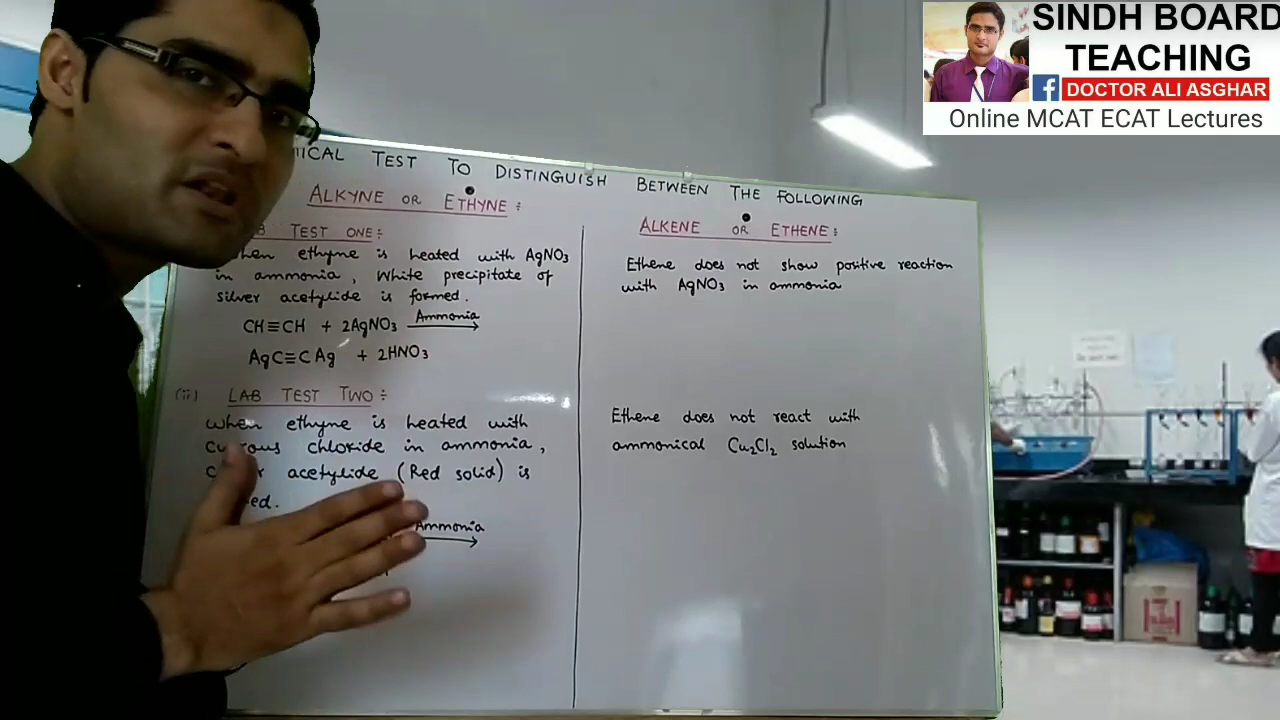 SINDH BOARD
TEACHING
DOCTOR ALI ASGHAR
Online MCAT ECAT Lectures
TEST TO DISTINGUISH BETWEEN THE FOLLOWING
ALKYNE OR ETHYNE:
TEST ONE:
When ethyne is heated with AgNO3
in ammonia, White precipitate of
silver acetylide is formed.
CH≡CH + 2AgNO3 Ammonia →
AgC≡CAg + 2HNO3
(ii) LAB TEST TWO:
When ethyne is heated with
chloride in ammonia,
acetylide (Red solid) is
Ammonia →
ALKENE OR ETHENE:
Ethene does not show positive reaction
with AgNO3 in ammonia
Ethene does not react with
ammonical Cu2Cl2 solution